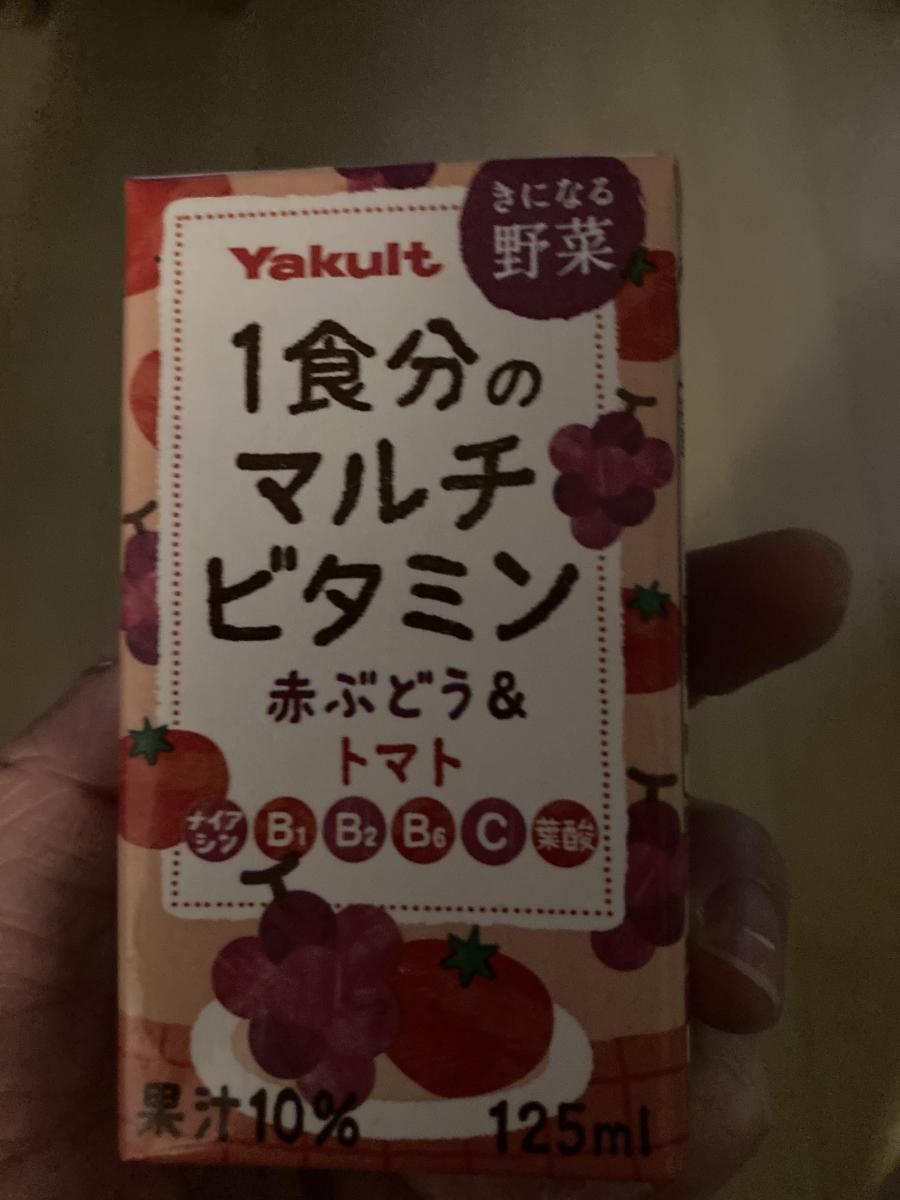 きになる
野菜
Yakult
1食分の
マルチ
ビタミン
赤ぶどう&
トマト
ナイアシン B1 B2 B6 C 葉酸
果汁10% 125ml